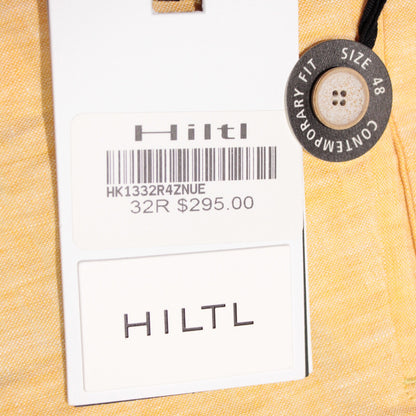 Hiltl
HK1332R4ZNUE
32R $295.00
HILTL
CONTEMPORARY FIT
SIZE 48